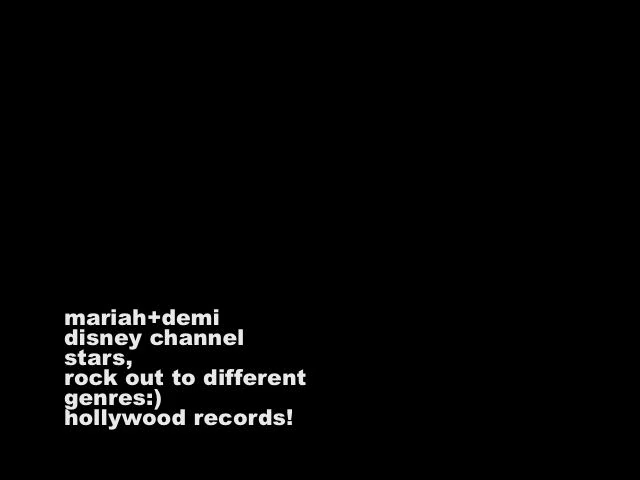 mariah+demi
disney channel
stars,
rock out to different
genres:)
hollywood records!